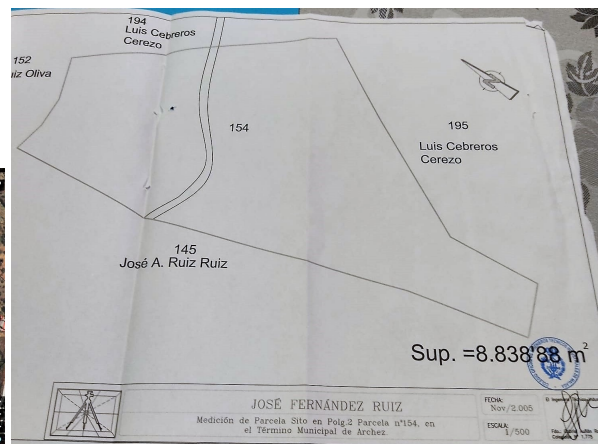 194
Luis Cebreros
Cerezo
152
iz Oliva
154
195
Luis Cebreros
Cerezo
145
José A. Ruiz Ruiz
Sup. =8.838'88 m²
JOSÉ FERNÁNDEZ RUIZ
Medición de Parcela Sito en Polg.2 Parcela nº154, en
el Término Municipal de Archez
FECHA:
Nov/2.005
ESCALA:
1/500